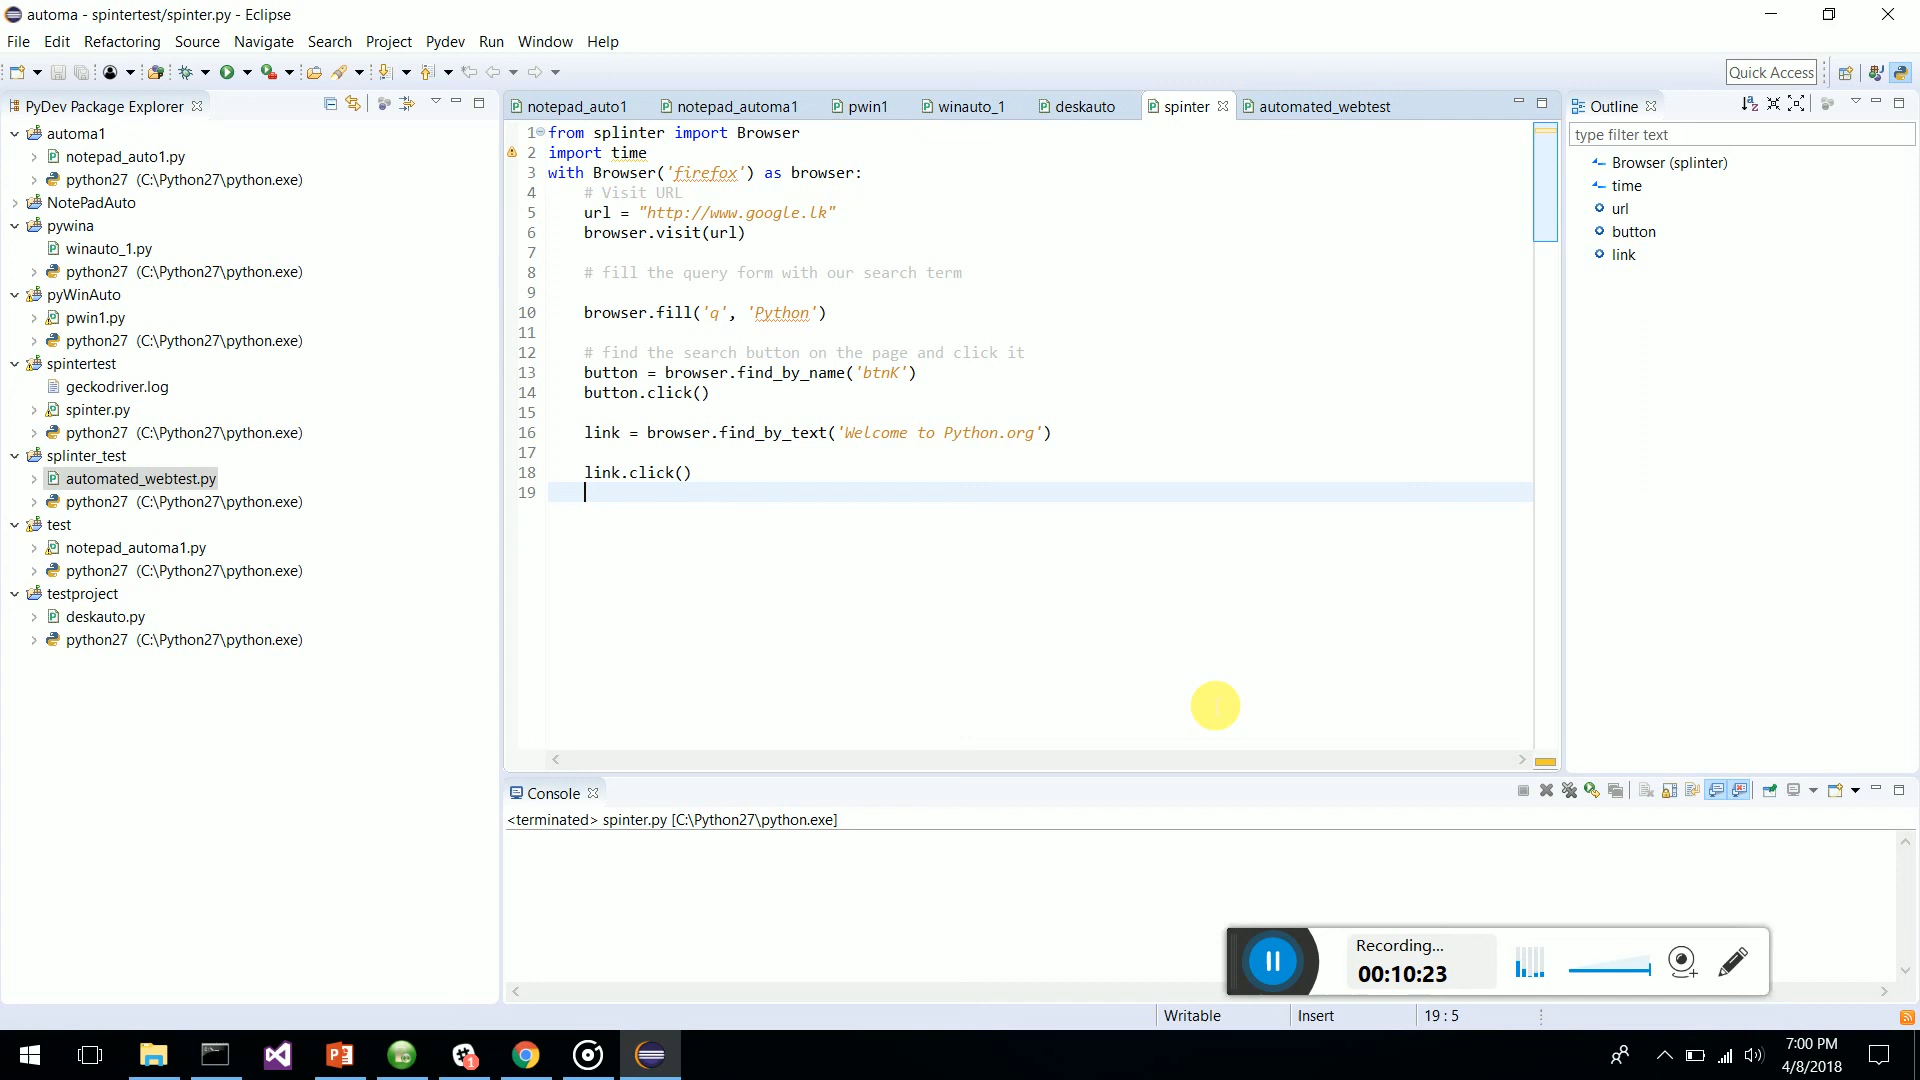 automa - spintertest/spinter.py - Eclipse
File Edit Refactoring Source Navigate Search Project Pydev Run Window Help
Quick Access
PyDev Package Explorer
automa1
notepad_auto1.py
python27 (C:\Python27\python.exe)
NotePadAuto
pywina
winauto_1.py
python27 (C:\Python27\python.exe)
pyWinAuto
pwin1.py
python27 (C:\Python27\python.exe)
spintertest
geckodriver.log
spinter.py
python27 (C:\Python27\python.exe)
splinter_test
automated_webtest.py
python27 (C:\Python27\python.exe)
test
notepad_automa1.py
python27 (C:\Python27\python.exe)
testproject
deskauto.py
python27 (C:\Python27\python.exe)
notepad_auto1 notepad_automa1 pwin1 winauto_1 deskauto spinter automated_webtest
1 from splinter import Browser
2 import time
3 with Browser('firefox') as browser:
4 # Visit URL
5 url = "http://www.google.lk"
6 browser.visit(url)
7
8 # fill the query form with our search term
9
10 browser.fill('q', 'Python')
11
12 # find the search button on the page and click it
13 button = browser.find_by_name('btnK')
14 button.click()
15
16 link = browser.find_by_text('Welcome to Python.org')
17
18 link.click()
19
Outline
type filter text
Browser (splinter)
time
url
button
link
Console
<terminated> spinter.py [C:\Python27\python.exe]
Recording...
00:10:23
Writable Insert 19 : 5
1
7:00 PM
4/8/2018